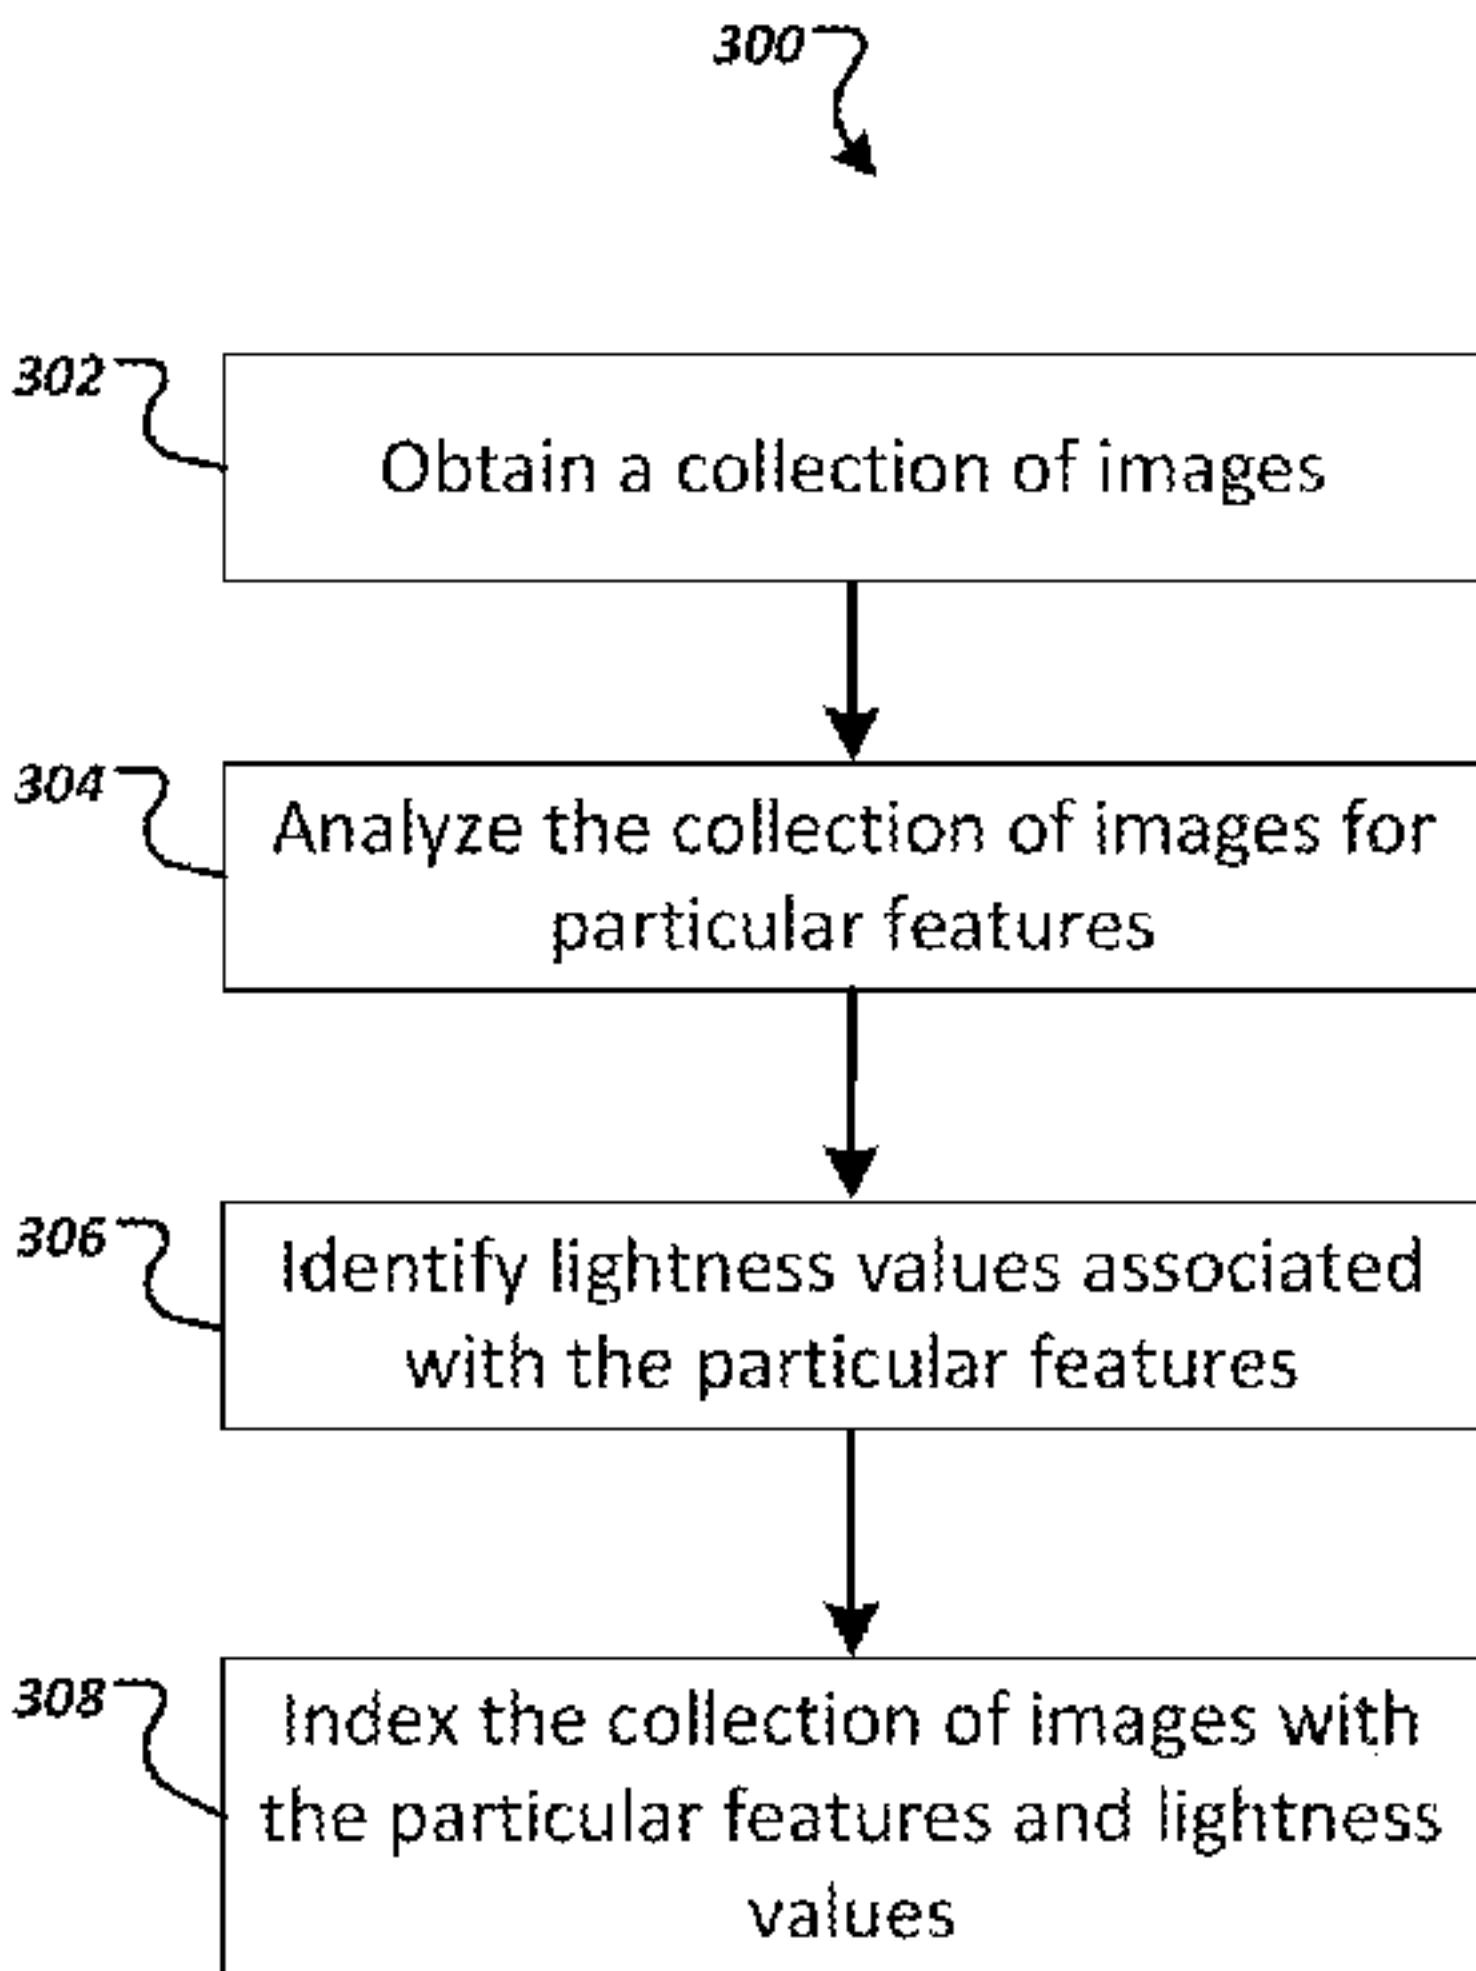 300
302
Obtain a collection of images
304
Analyze the collection of images for
particular features
306
Identify lightness values associated
with the particular features
308
Index the collection of images with
the particular features and lightness
values